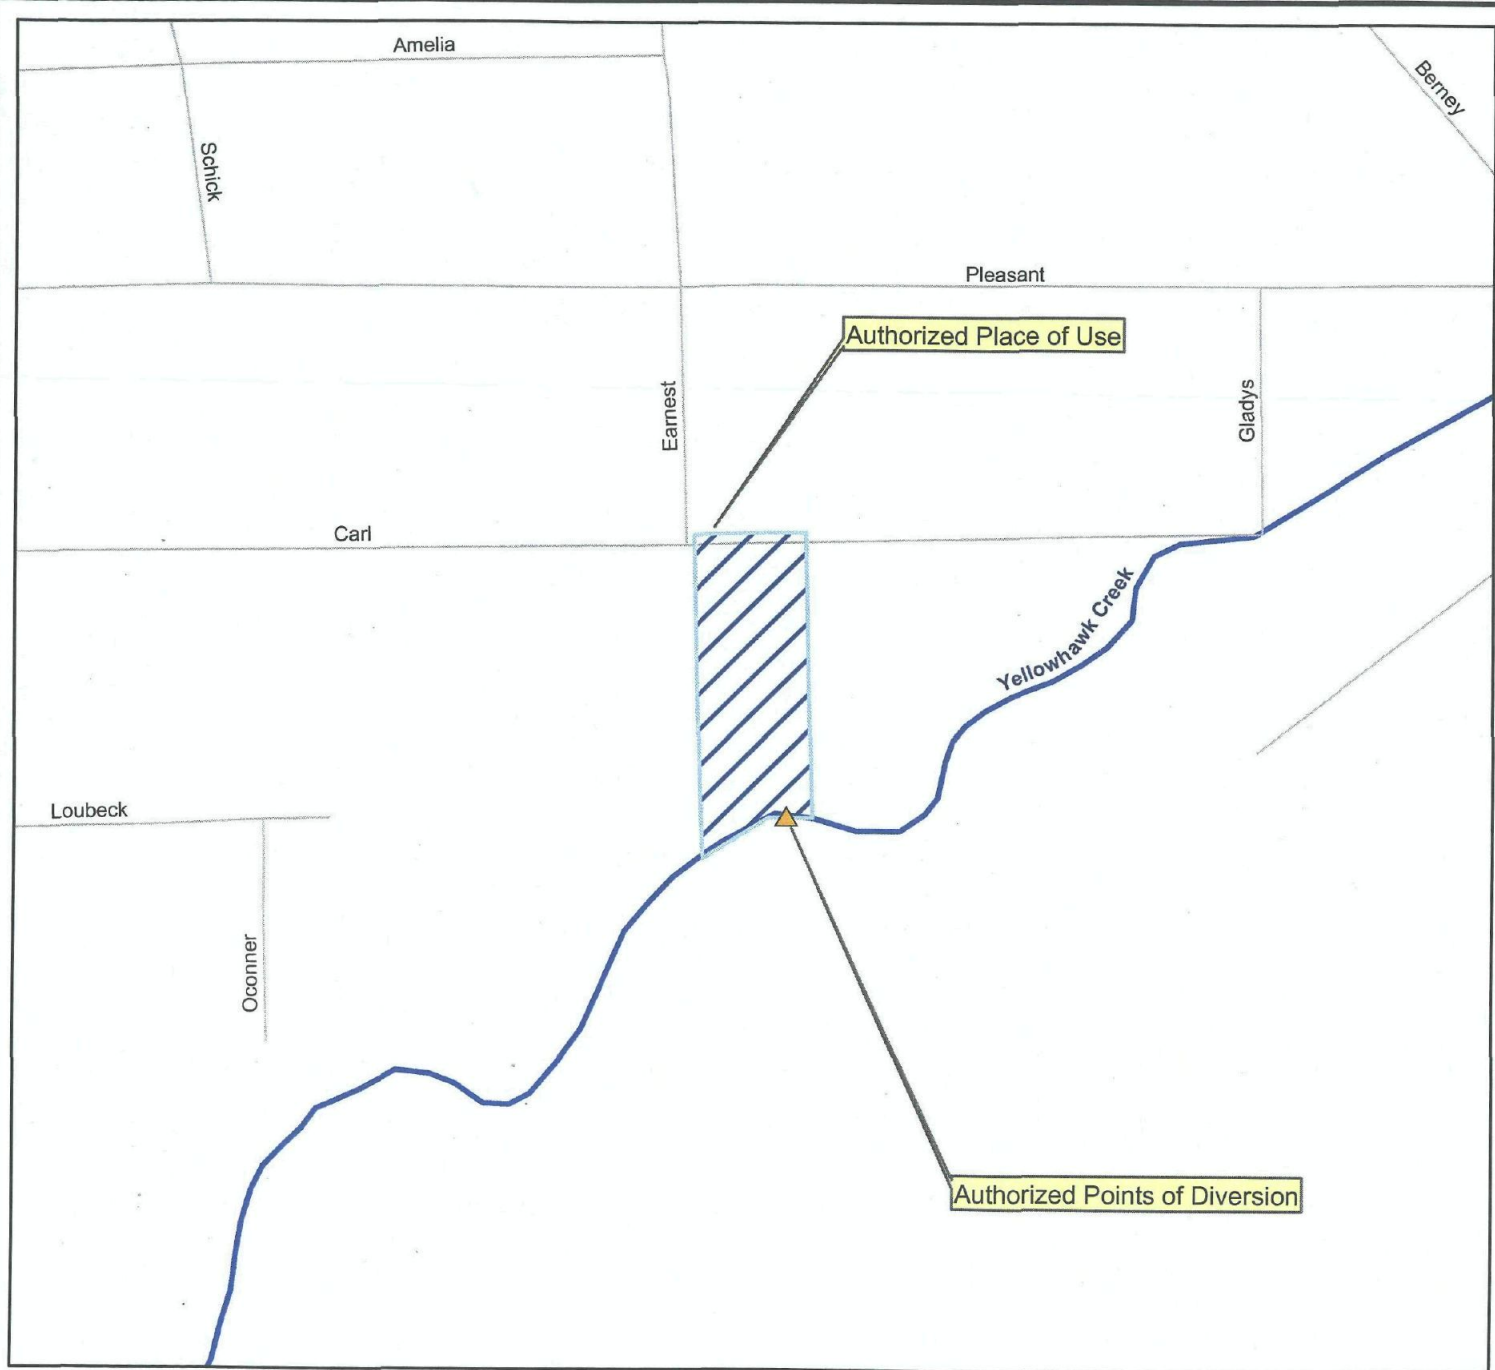 Amelia
Berney
Schick
Pleasant
Authorized Place of Use
Earnest
Gladys
Carl
Yellowhawk Creek
Loubeck
Oconner
Authorized Points of Diversion